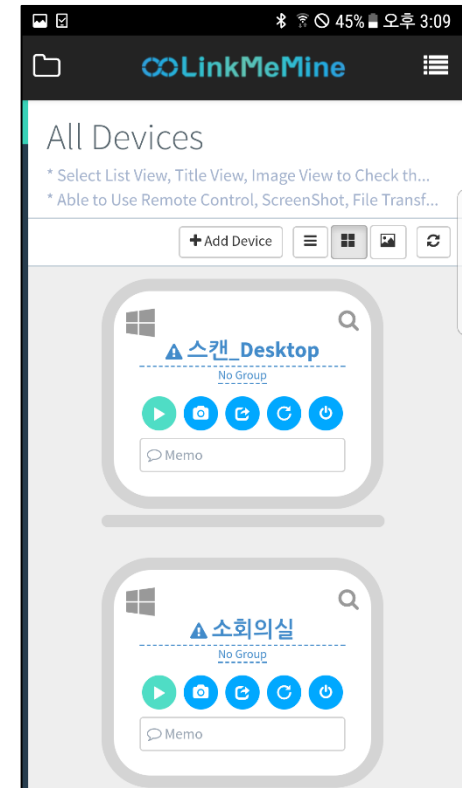 45% 오후 3:09
LinkMeMine
All Devices
* Select List View, Title View, Image View to Check th...
* Able to Use Remote Control, ScreenShot, File Transf...
Add Device
스캔_Desktop
No Group
Memo
소회의실
No Group
Memo